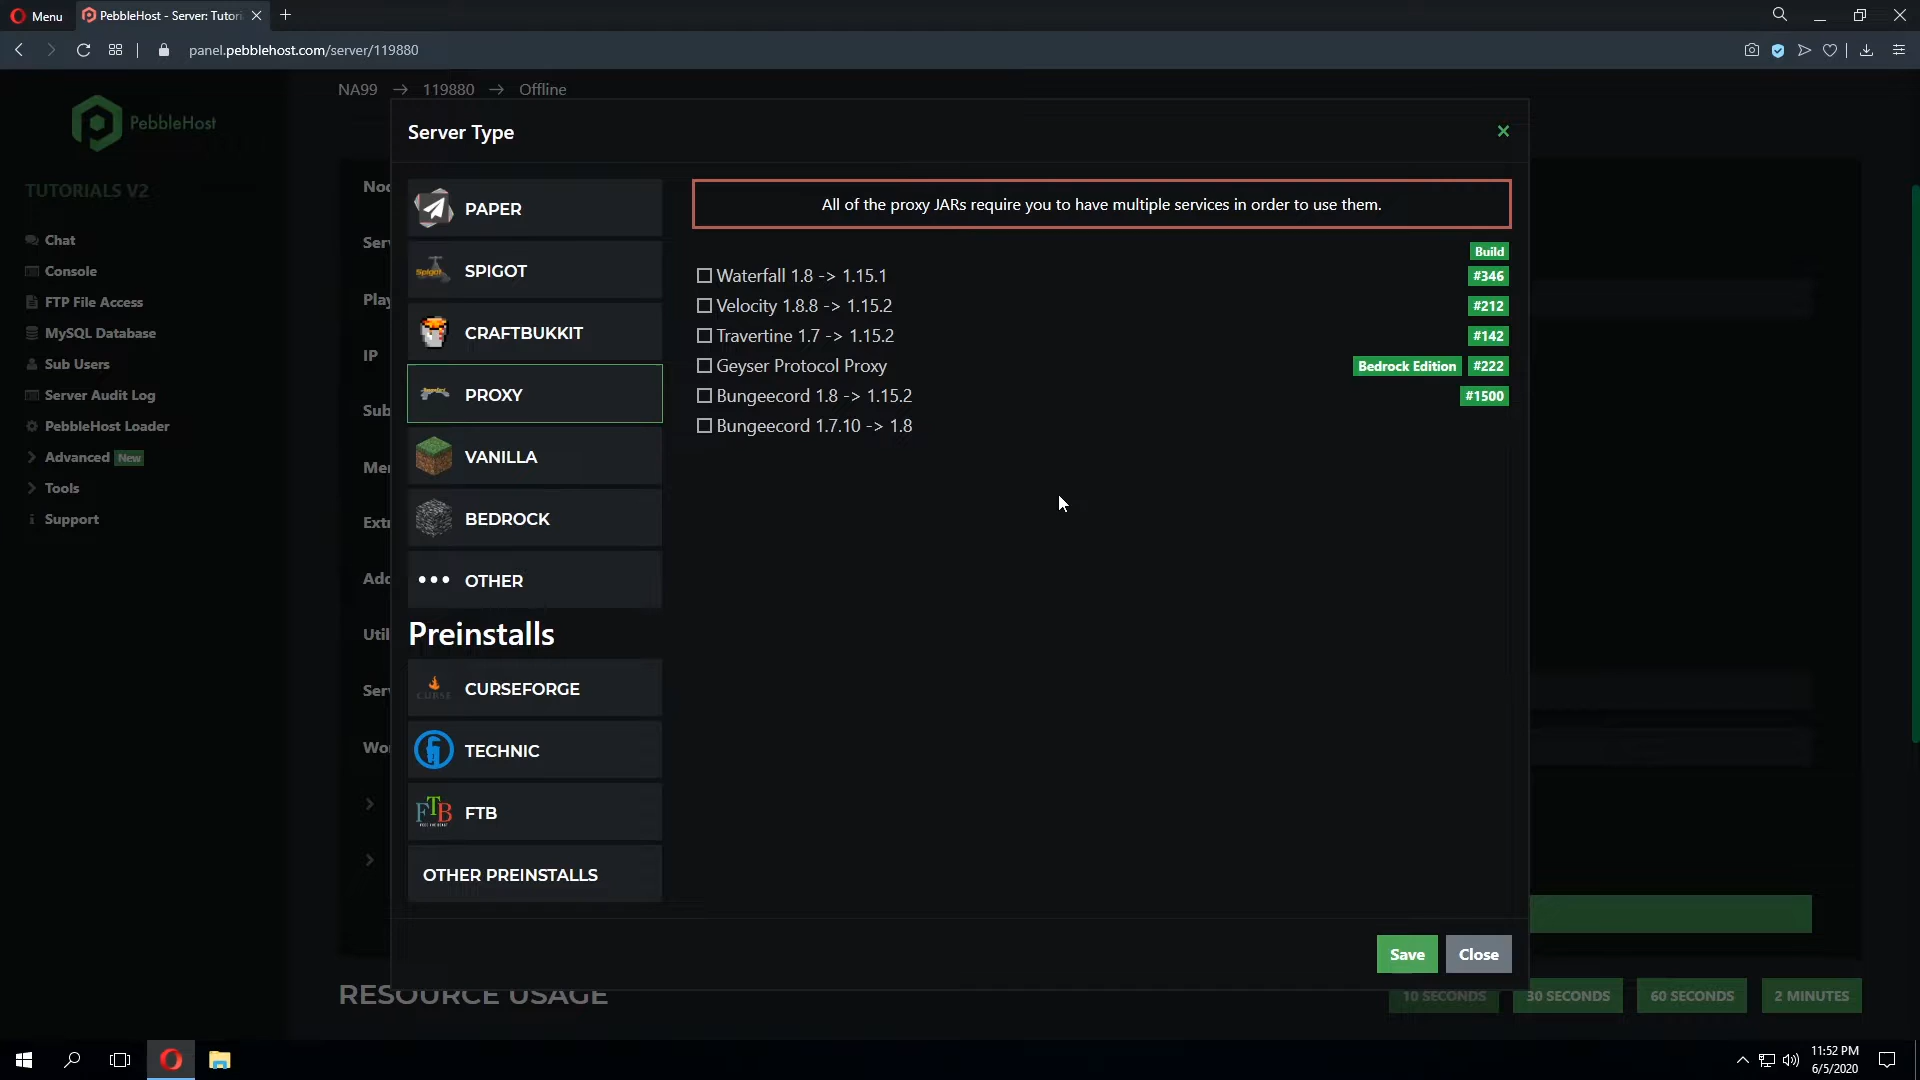 Menu
PebbleHost - Server: Tutori
panel.pebblehost.com/server/119880
NA99 → 119880 → Offline
PebbleHost
TUTORIALS V2
Chat
Console
FTP File Access
MySQL Database
Sub Users
Server Audit Log
PebbleHost Loader
Advanced New
Tools
Support
Server Type
PAPER
SPIGOT
Spigot
CRAFTBUKKIT
PROXY
VANILLA
BEDROCK
OTHER
Preinstalls
CURSEFORGE
CURSE
TECHNIC
FTB
FTB
OTHER PREINSTALLS
All of the proxy JARs require you to have multiple services in order to use them.
Build
Waterfall 1.8 -> 1.15.1 #346
Velocity 1.8.8 -> 1.15.2 #212
Travertine 1.7 -> 1.15.2 #142
Geyser Protocol Proxy Bedrock Edition #222
Bungeecord 1.8 -> 1.15.2 #1500
Bungeecord 1.7.10 -> 1.8
Save Close
IP
RESOURCE USAGE
10 SECONDS 30 SECONDS 60 SECONDS 2 MINUTES
11:52 PM
6/5/2020